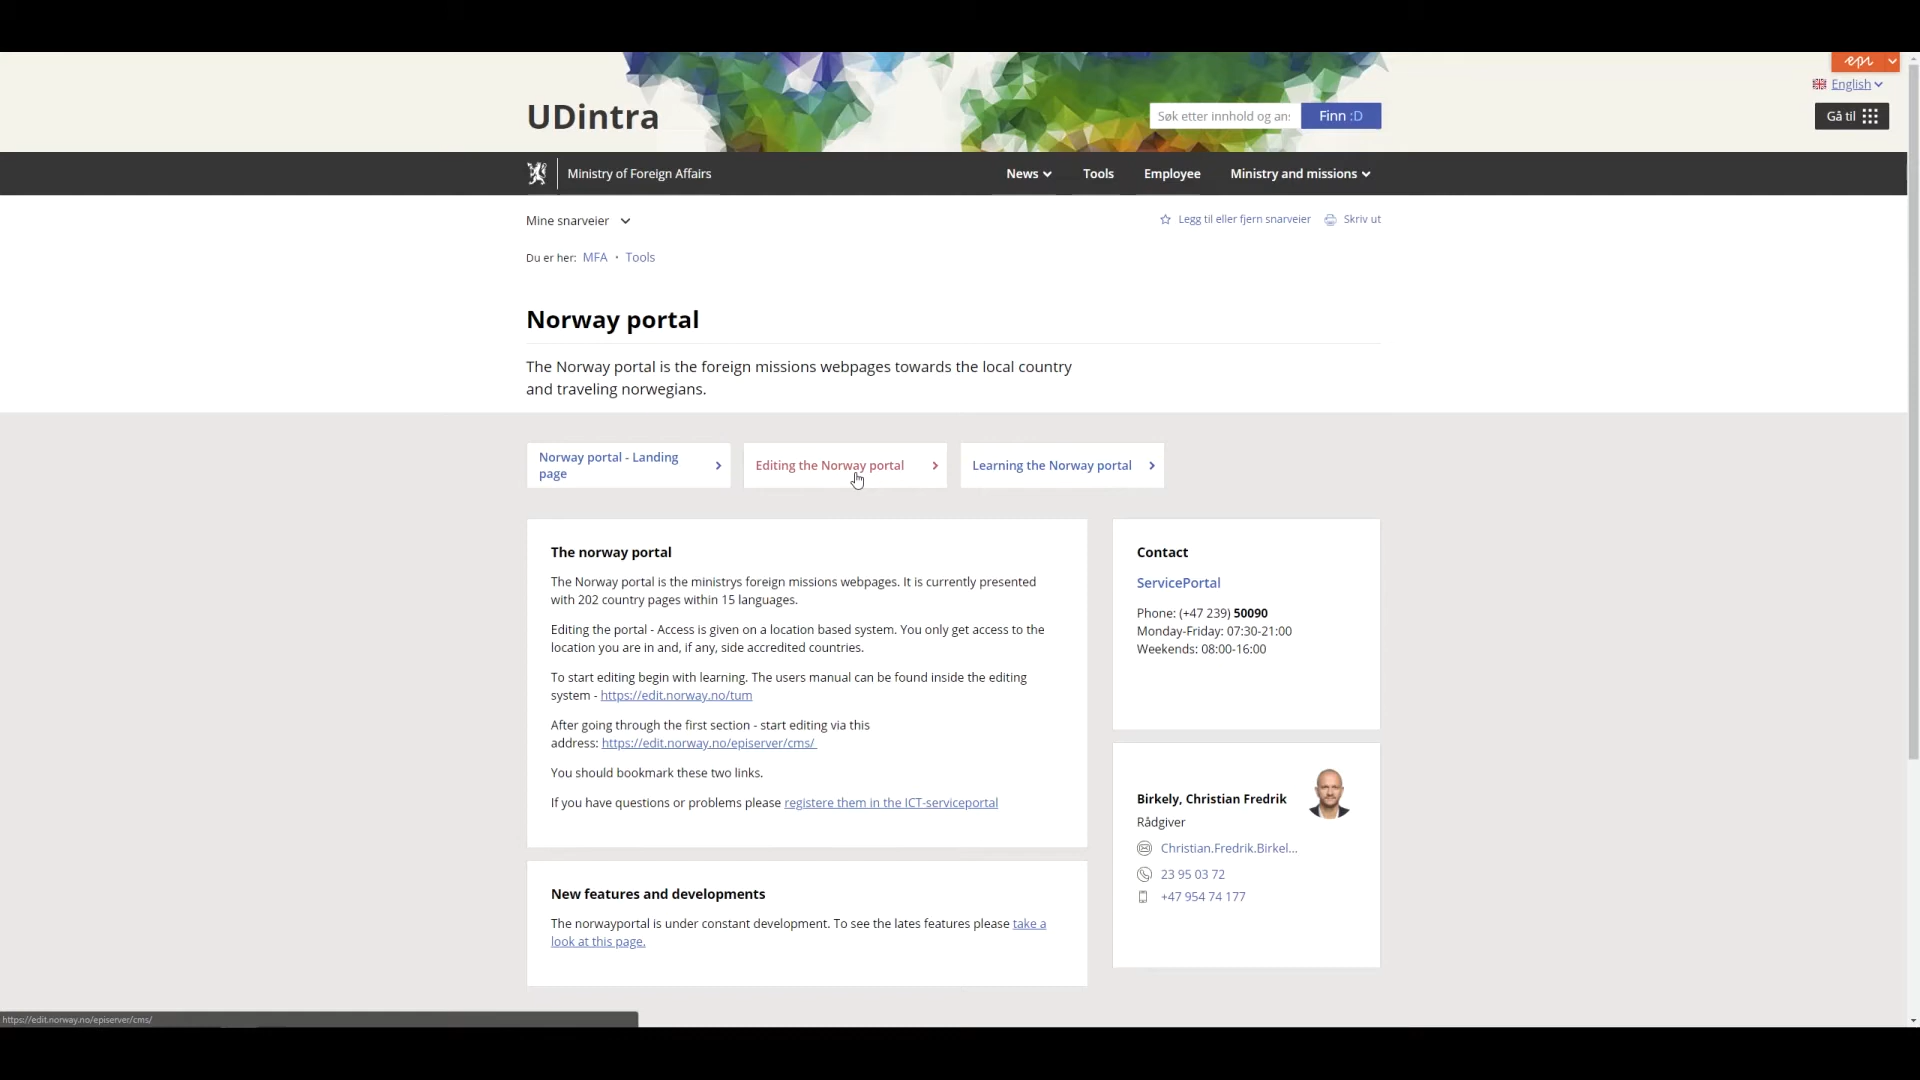 epi
English
UDintra
Søk etter innhold og an
Finn :D
Gå til
Ministry of Foreign Affairs
News
Tools
Employee
Ministry and missions
Mine snarveier
Legg til eller fjern snarveier
Skriv ut
Du er her: MFA • Tools
Norway portal
The Norway portal is the foreign missions webpages towards the local country
and traveling norwegians.
Norway portal - Landing
page
Editing the Norway portal
Learning the Norway portal
The norway portal
The Norway portal is the ministrys foreign missions webpages. It is currently presented
with 202 country pages within 15 languages.
Editing the portal - Access is given on a location based system. You only get access to the
location you are in and, if any, side accredited countries.
To start editing begin with learning. The users manual can be found inside the editing
system - https://edit.norway.no/tum
After going through the first section - start editing via this
address: https://edit.norway.no/episerver/cms/
You should bookmark these two links.
If you have questions or problems please registere them in the ICT-serviceportal
Contact
ServicePortal
Phone: (+47 239) 50090
Monday-Friday: 07:30-21:00
Weekends: 08:00-16:00
Birkely, Christian Fredrik
Rådgiver
Christian.Fredrik.Birkel...
23 95 03 72
+47 954 74 177
New features and developments
The norwayportal is under constant development. To see the lates features please take a
look at this page.
https://edit.norway.no/episerver/cms/